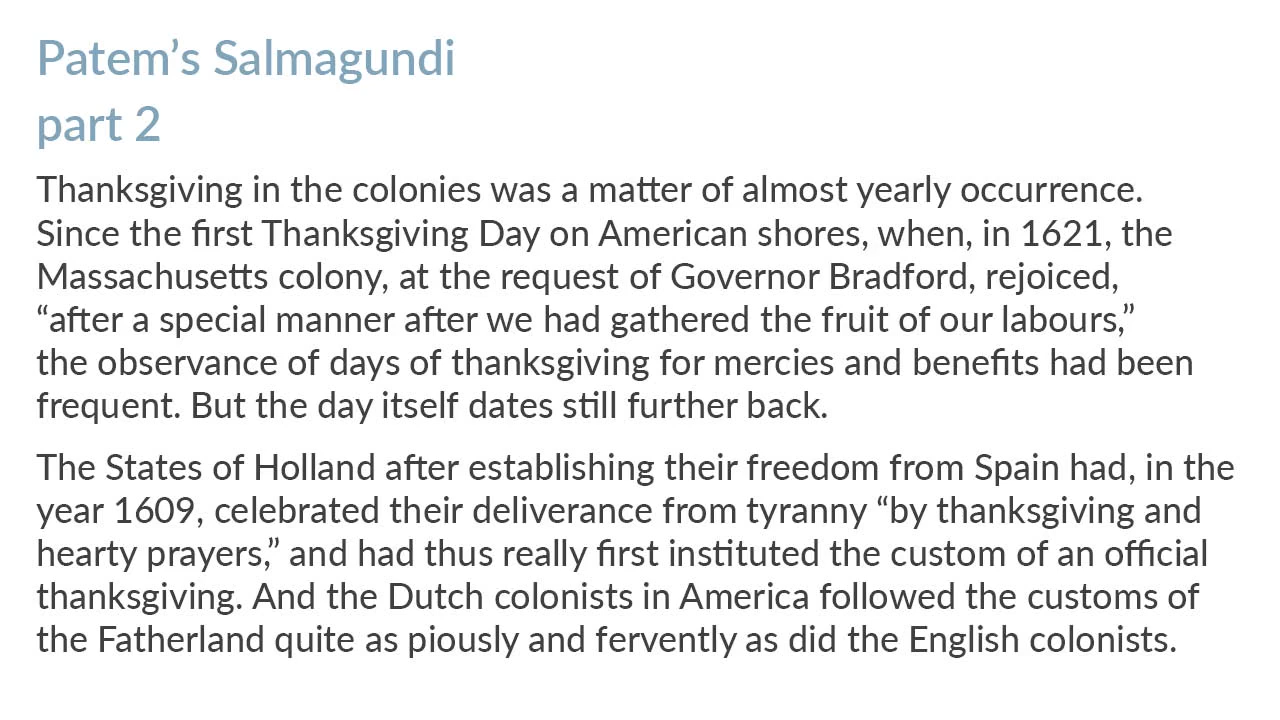 Patem’s Salmagundi
part 2
Thanksgiving in the colonies was a matter of almost yearly occurrence.
Since the first Thanksgiving Day on American shores, when, in 1621, the
Massachusetts colony, at the request of Governor Bradford, rejoiced,
“after a special manner after we had gathered the fruit of our labours,”
the observance of days of thanksgiving for mercies and benefits had been
frequent. But the day itself dates still further back.
The States of Holland after establishing their freedom from Spain had, in the
year 1609, celebrated their deliverance from tyranny “by thanksgiving and
hearty prayers,” and had thus really first instituted the custom of an official
thanksgiving. And the Dutch colonists in America followed the customs of
the Fatherland quite as piously and fervently as did the English colonists.